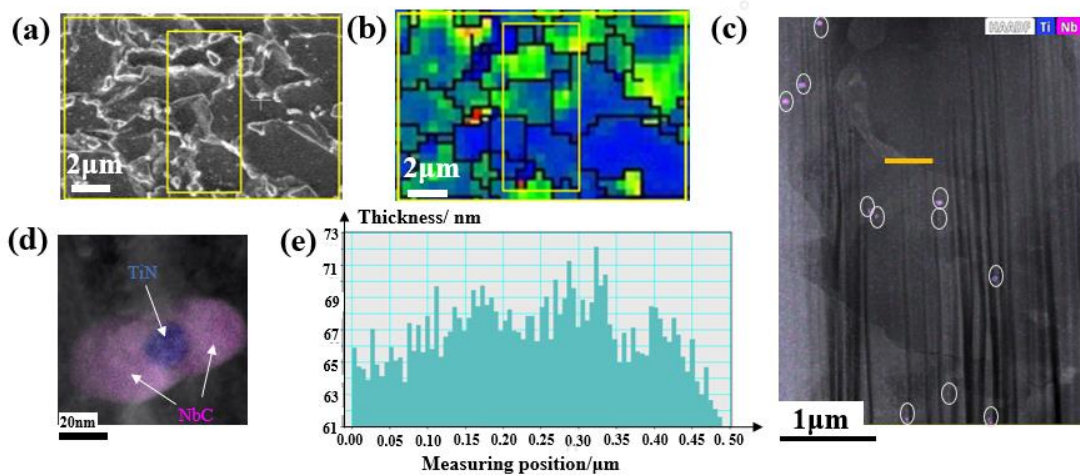 (a)
2μm
(b)
2μm
(c)
HAADF Ti Nb
1μm
(d)
TiN
NbC
20nm
(e)
Thickness/ nm
73
71
69
67
65
63
61
0.00 0.05 0.10 0.15 0.20 0.25 0.30 0.35 0.40 0.45 0. 50
Measuring position/μm